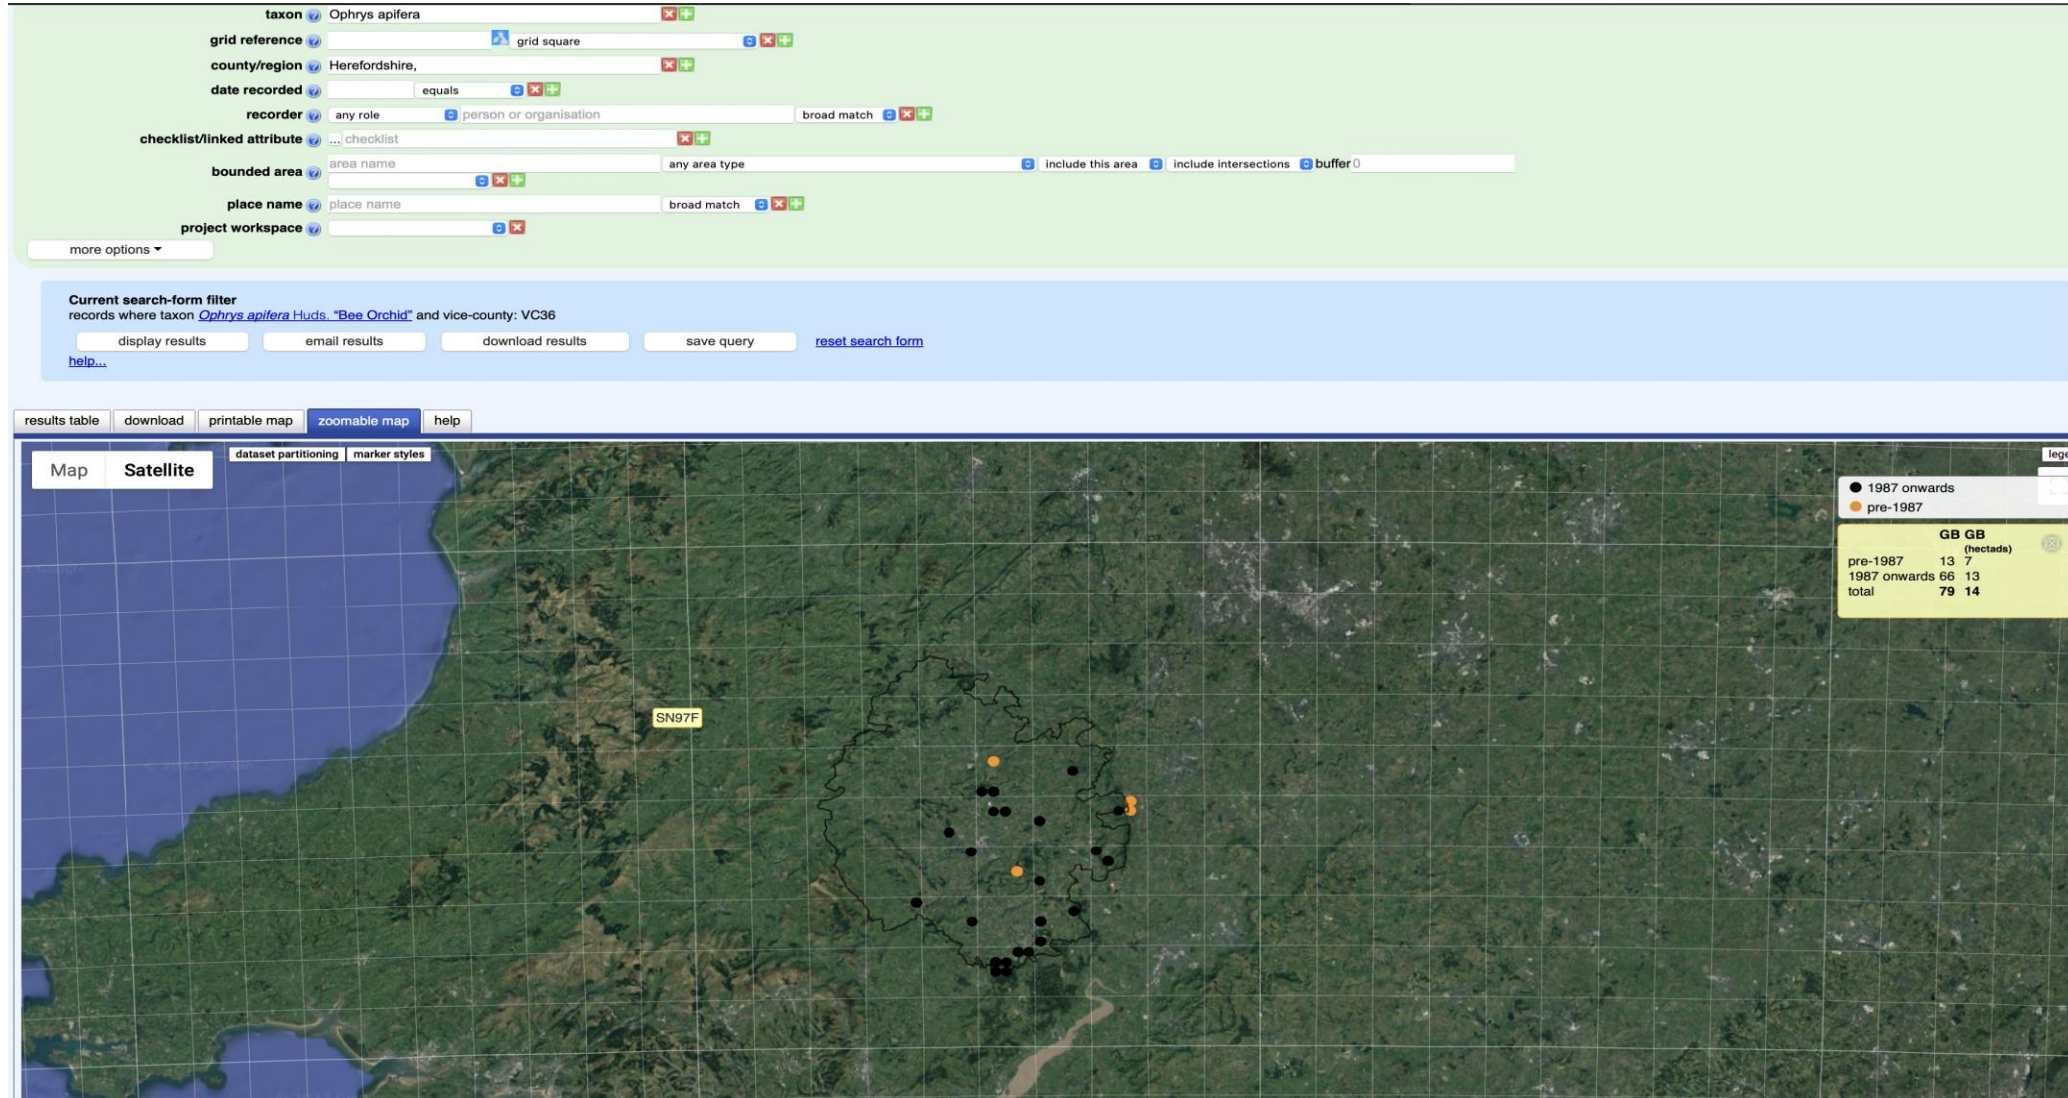 taxon Ophrys apifera
grid reference grid square
county/region Herefordshire,
date recorded equals
recorder any role person or organisation broad match
checklist/linked attribute ... checklist
bounded area area name any area type include this area include intersections buffer 0
place name place name broad match
project workspace
more options
Current search-form filter
records where taxon Ophrys apifera Huds. "Bee Orchid" and vice-county: VC36
display results email results download results save query reset search form
help...
results table download printable map zoomable map help
Map Satellite dataset partitioning marker styles lege
1987 onwards
pre-1987
GB GB
(hectads)
pre-1987 13 7
1987 onwards 66 13
total 79 14
SN97F